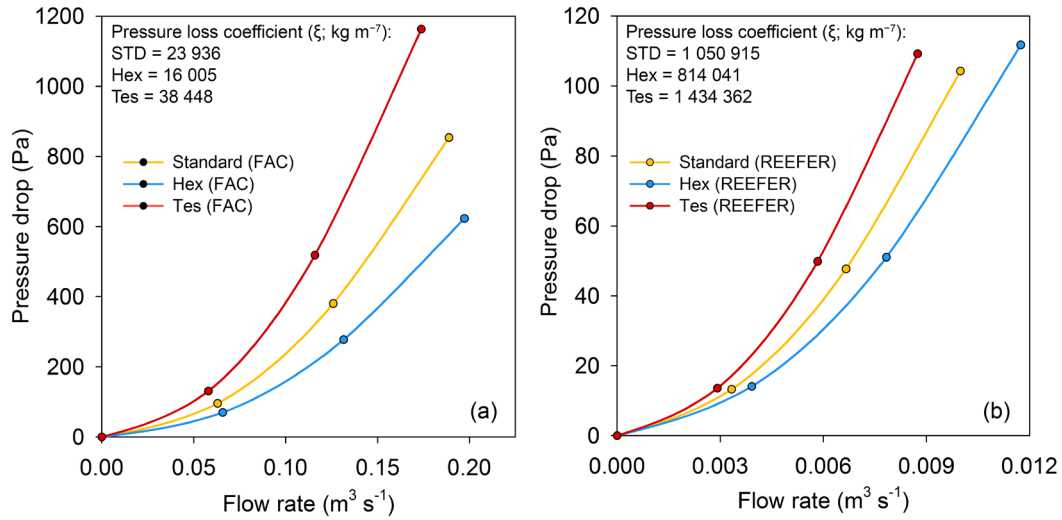 Pressure loss coefficient (ξ; kg m⁻⁷):
STD = 23 936
Hex = 16 005
Tes = 38 448
Standard (FAC)
Hex (FAC)
Tes (FAC)
1200
1000
800
600
400
200
0
Pressure drop (Pa)
0.00 0.05 0.10 0.15 0.20
Flow rate (m³ s⁻¹)
(a)
Pressure loss coefficient (ξ; kg m⁻⁷):
STD = 1 050 915
Hex = 814 041
Tes = 1 434 362
Standard (REEFER)
Hex (REEFER)
Tes (REEFER)
120
100
80
60
40
20
0
Pressure drop (Pa)
0.000 0.003 0.006 0.009 0.012
Flow rate (m³ s⁻¹)
(b)